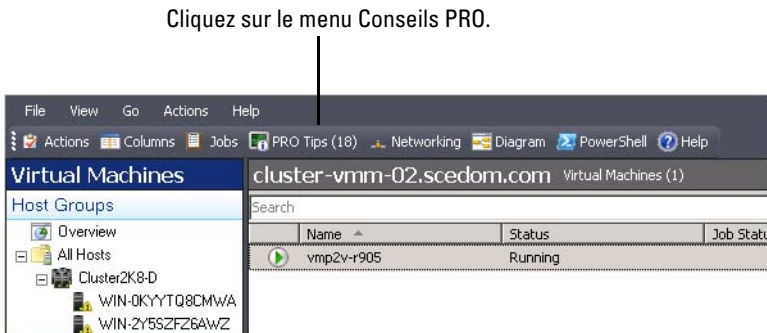 Cliquez sur le menu Conseils PRO.
File View Go Actions Help
Actions Columns Jobs PRO Tips (18) Networking Diagram PowerShell Help
Virtual Machines
cluster-vmm-02.scedom.com Virtual Machines (1)
Host Groups
Search
Overview
Name Status Job Statu
All Hosts
vmp2v-r905 Running
Cluster2K8-D
WIN-0KYYTQ8CMWA
WIN-2Y5SZFZ6AWZ